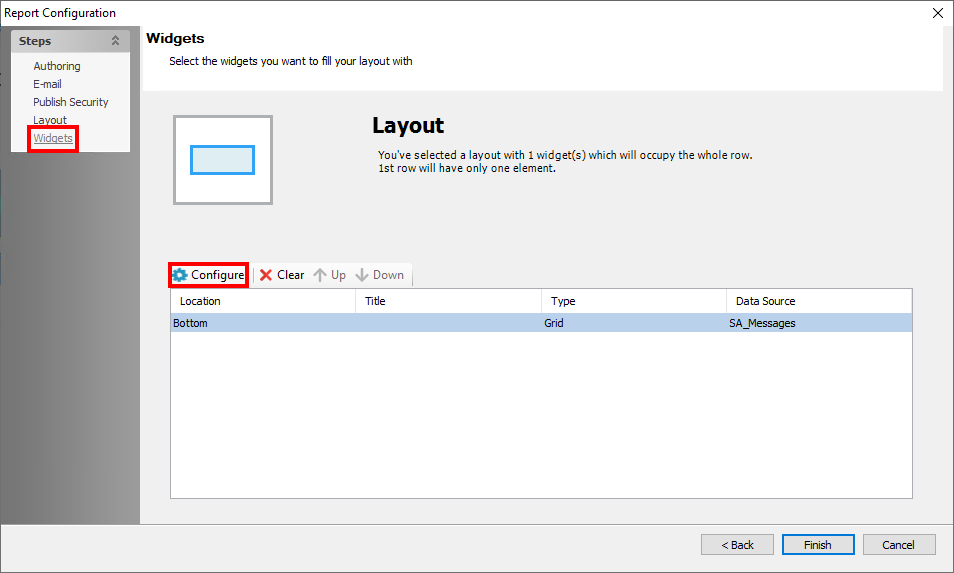 Report Configuration
Steps
Authoring
E-mail
Publish Security
Layout
Widgets
Widgets
Select the widgets you want to fill your layout with
Layout
You've selected a layout with 1 widget(s) which will occupy the whole row.
1st row will have only one element.
Configure Clear Up Down
Location Title Type Data Source
Bottom Grid SA_Messages
< Back Finish Cancel